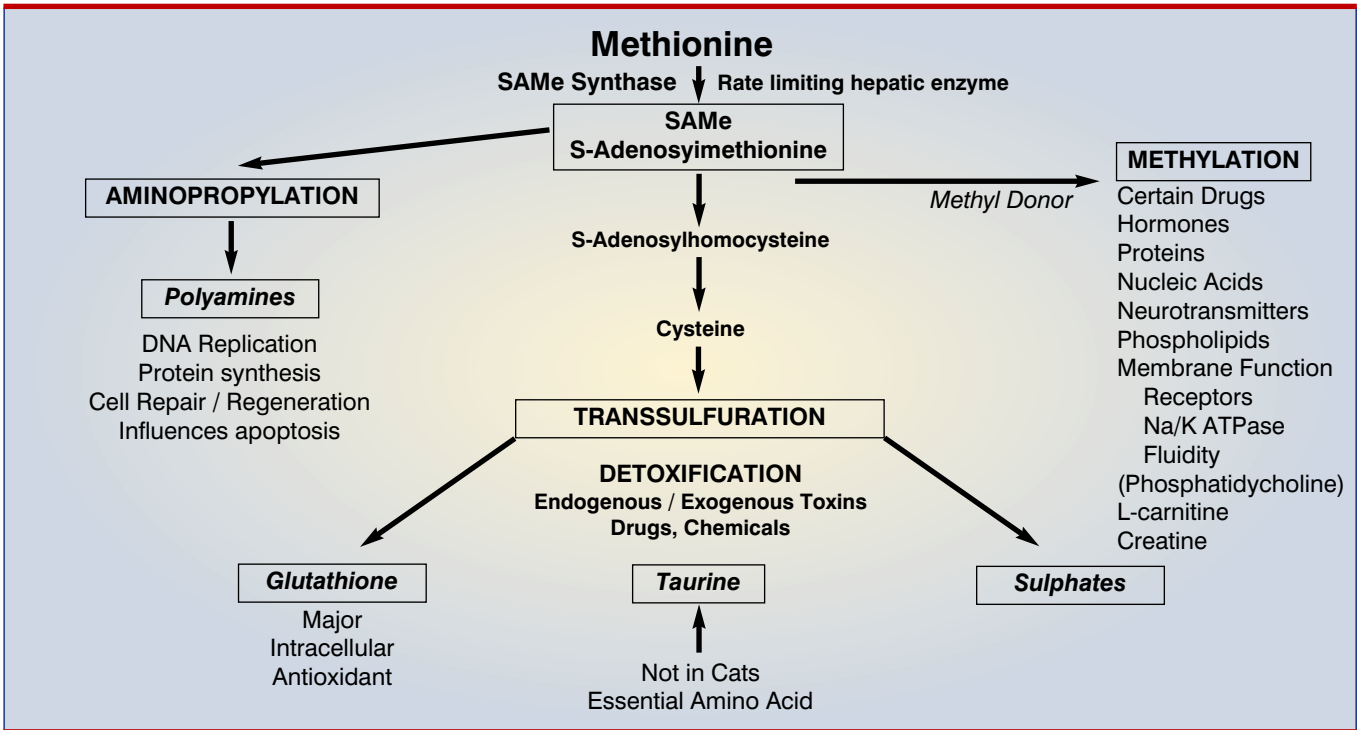 Methionine
SAMe Synthase Rate limiting hepatic enzyme
SAMe
S-Adenosyimethionine
AMINOPROPYLATION
Polyamines
DNA Replication
Protein synthesis
Cell Repair / Regeneration
Influences apoptosis
Methyl Donor
METHYLATION
Certain Drugs
Hormones
Proteins
Nucleic Acids
Neurotransmitters
Phospholipids
Membrane Function
Receptors
Na/K ATPase
Fluidity
(Phosphatidycholine)
L-carnitine
Creatine
S-Adenosylhomocysteine
Cysteine
TRANSSULFURATION
DETOXIFICATION
Endogenous / Exogenous Toxins
Drugs, Chemicals
Glutathione
Major
Intracellular
Antioxidant
Taurine
Not in Cats
Essential Amino Acid
Sulphates